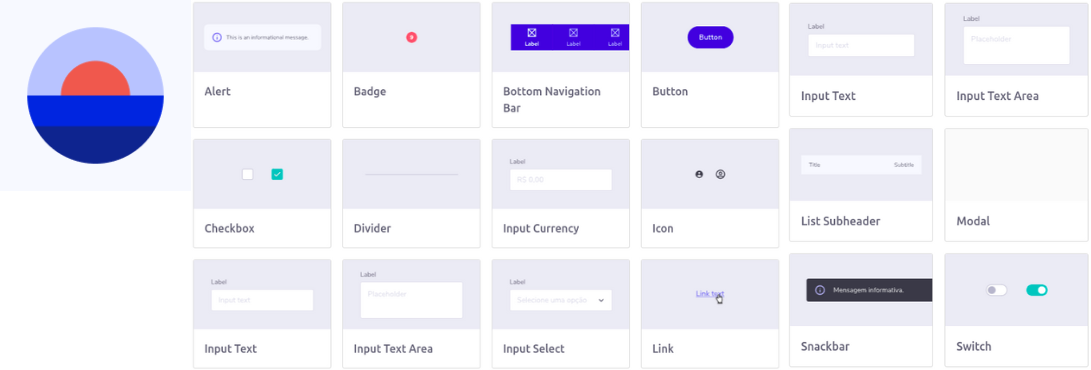 This is an informational message.
Alert
8
Badge
Label
Label
Label
Bottom Navigation
Bar
Button
Button
Label
Input text
Input Text
Label
Placeholder
Input Text Area
Checkbox
Divider
Label
R$ 0,00
Input Currency
Icon
Title
Subtitle
List Subheader
Modal
Label
Input text
Input Text
Label
Placeholder
Input Text Area
Label
Selecione uma opção
Input Select
Link text
Link
Mensagem informativa.
Snackbar
Switch